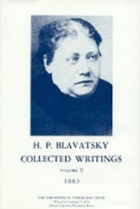 H. P. BLAVATSKY
COLLECTED WRITINGS
VOLUME V
1883
THE THEOSOPHICAL PUBLISHING HOUSE